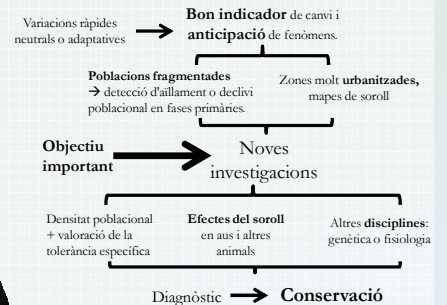 Variacions ràpides
neutrals o adaptatives
Bon indicador de canvi i
anticipació de fenòmens.
Poblacions fragmentades
→ detecció d'aïllament o declivi
poblacional en fases primàries.
Zones molt urbanitzades,
mapes de soroll
Objectiu
important
Noves
investigacions
Densitat poblacional
+ valoració de la
tolerància específica
Efectes del soroll
en aus i altres
animals
Altres disciplines:
genètica o fisiologia
Diagnòstic → Conservació